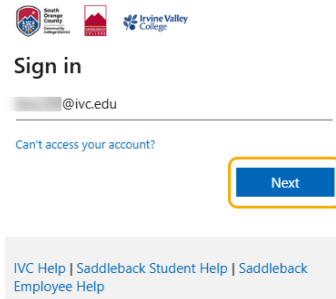 South
Orange
County
Community
College District
Irvine Valley
College
Sign in
@ivc.edu
Can't access your account?
Next
IVC Help | Saddleback Student Help | Saddleback
Employee Help